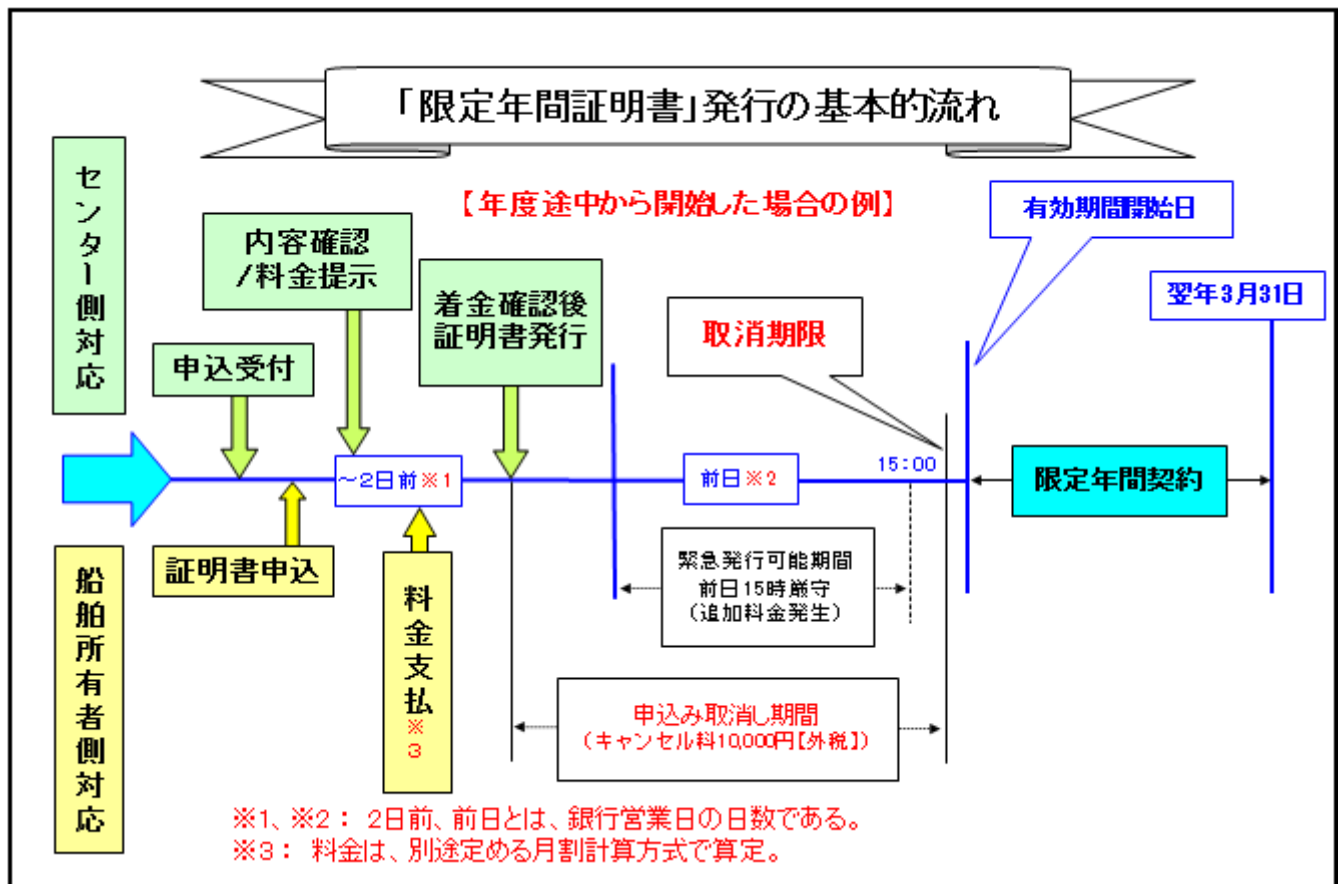 「限定年間証明書」発行の基本的流れ
【年度途中から開始した場合の例】
センター側対応
申込受付
内容確認
/料金提示
着金確認後
証明書発行
取消期限
有効期間開始日
翌年3月31日
～2日前※1
前日※2
15:00
限定年間契約
船舶所有者側対応
証明書申込
料金支払※3
緊急発行可能期間
前日15時厳守
(追加料金発生)
申込み取消し期間
(キャンセル料10,000円【外税】)
※1、※2： 2日前、前日とは、銀行営業日の日数である。
※3： 料金は、別途定める月割計算方式で算定。